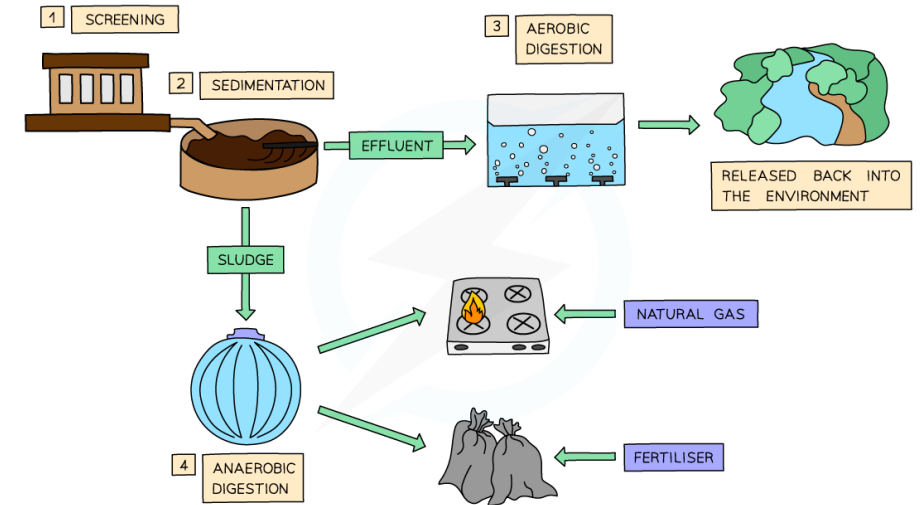 1 SCREENING
2 SEDIMENTATION
3 AEROBIC
DIGESTION
EFFLUENT
RELEASED BACK INTO
THE ENVIRONMENT
SLUDGE
NATURAL GAS
4 ANAEROBIC
DIGESTION
FERTILISER